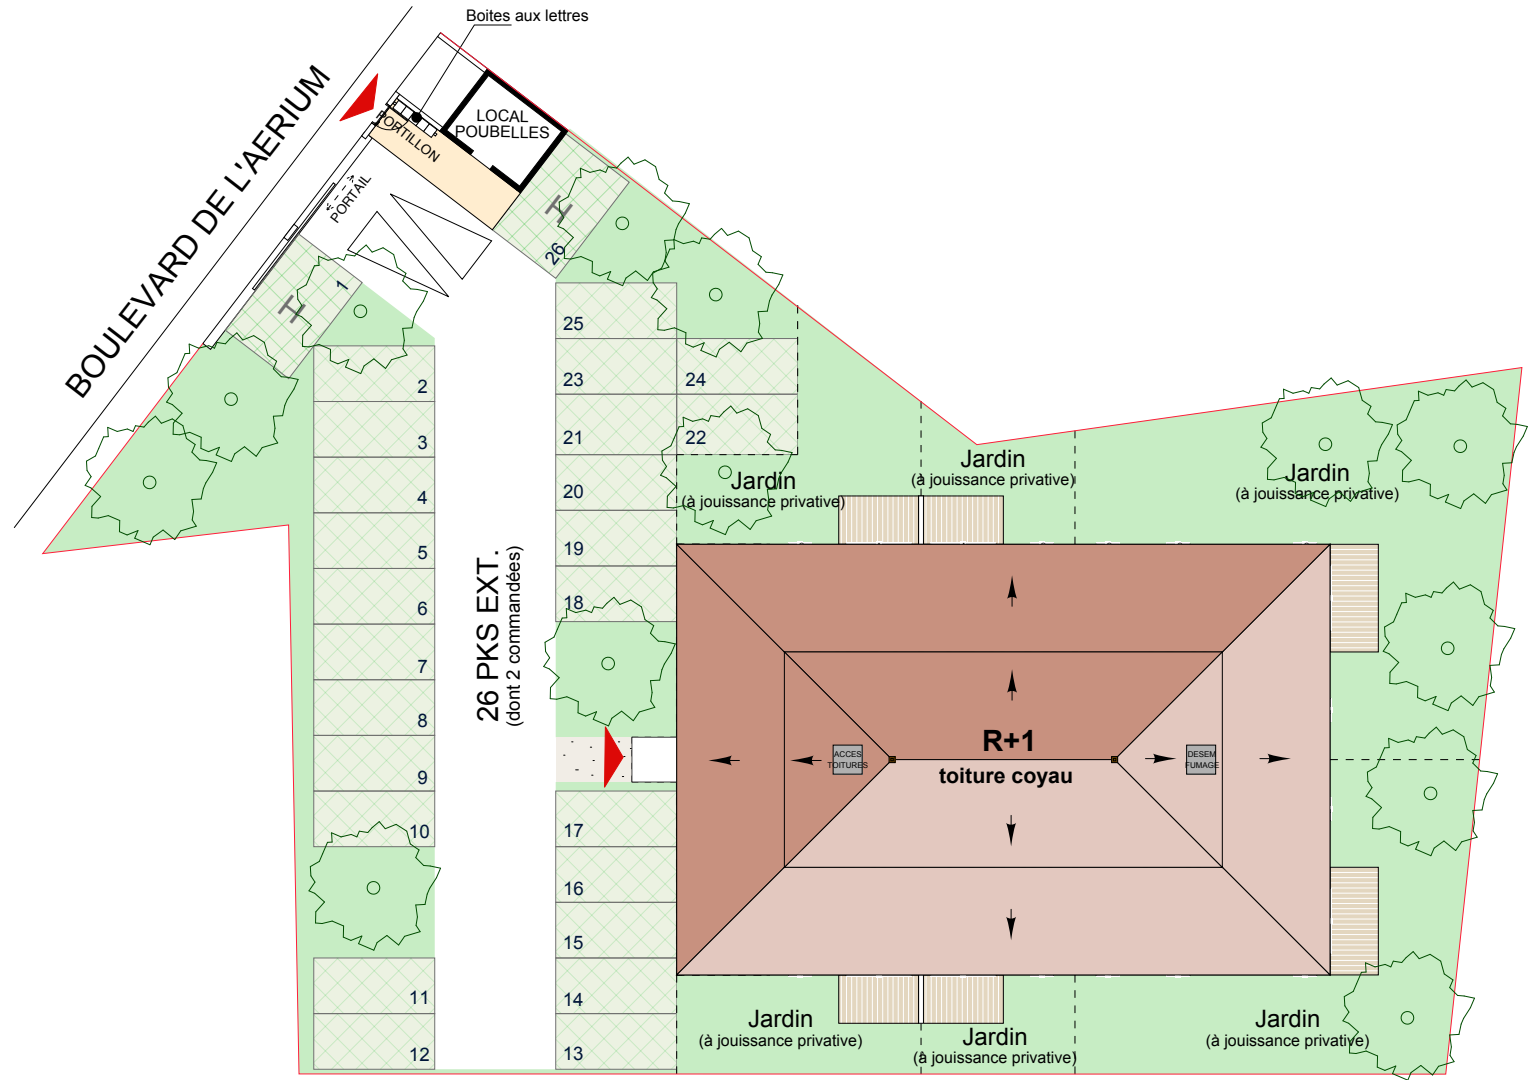 Boites aux lettres
BOULEVARD DE L'AERIUM
LOCAL
POUBELLES
PORTILLON
PORTAIL
H
26
H
1
25
2
23
24
3
21
22
4
20
5
19
6
18
7
8
9
10
17
16
15
11
14
12
13
26 PKS EXT.
(dont 2 commandées)
Jardin
(à jouissance privative)
Jardin
(à jouissance privative)
Jardin
(à jouissance privative)
R+1
toiture coyau
ACCES
TOITURES
DESEM
FUMAGE
Jardin
(à jouissance privative)
Jardin
(à jouissance privative)
Jardin
(à jouissance privative)